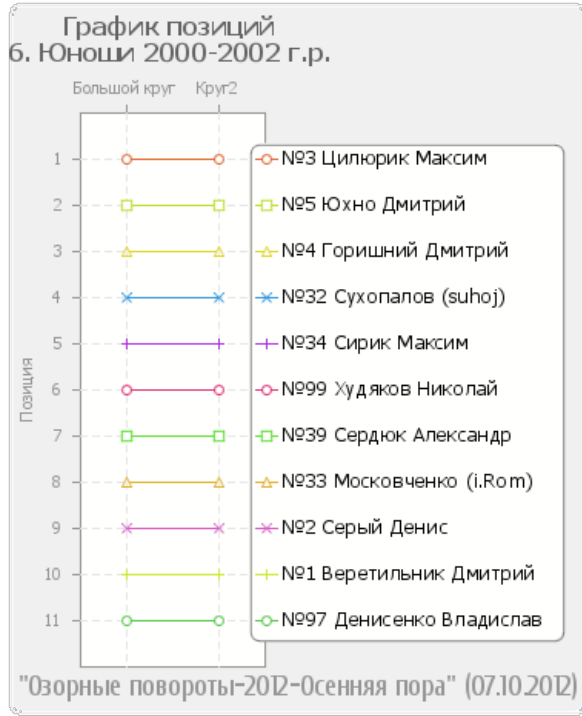 График позиций
6. Юноши 2000-2002 г.р.
Большой круг Круг2
1 №3 Цилюрик Максим
2 №5 Юхно Дмитрий
3 №4 Горишний Дмитрий
4 №32 Сухопалов (suhoj)
5 №34 Сирик Максим
Позиция
6 №99 Худяков Николай
7 №39 Сердюк Александр
8 №33 Московченко (i.Rom)
9 №2 Серый Денис
10 №1 Веретильник Дмитрий
11 №97 Денисенко Владислав
"Озорные повороты-2012-Осенняя пора" (07.10.2012)